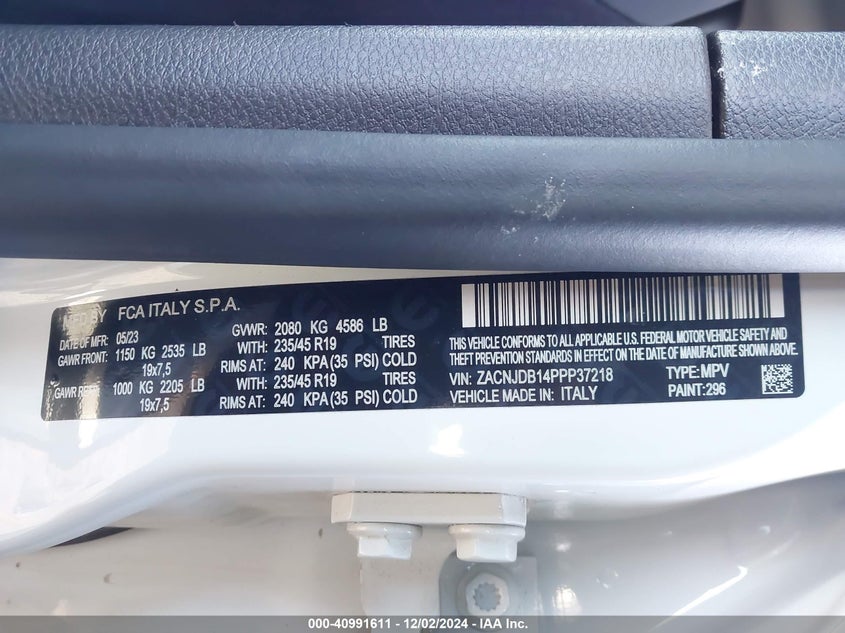 MFD BY FCA ITALY S.P.A.
DATE OF MFR: 05/23 GVWR: 2080 KG 4586 LB
GAWR FRONT: 1150 KG 2535 LB WITH: 235/45 R19 TIRES
19x7,5 RIMS AT: 240 KPA (35 PSI) COLD
GAWR REAR: 1000 KG 2205 LB WITH: 235/45 R19 TIRES
19x7,5 RIMS AT: 240 KPA (35 PSI) COLD
THIS VEHICLE CONFORMS TO ALL APPLICABLE U.S. FEDERAL MOTOR VEHICLE SAFETY AND
THEFT PREVENTION STANDARDS IN EFFECT ON THE DATE OF MANUFACTURE SHOWN ABOVE.
VIN: ZACNJDB14PPP37218 TYPE: MPV
VEHICLE MADE IN: ITALY PAINT: 296
000-40991611 - 12/02/2024 - IAA Inc.